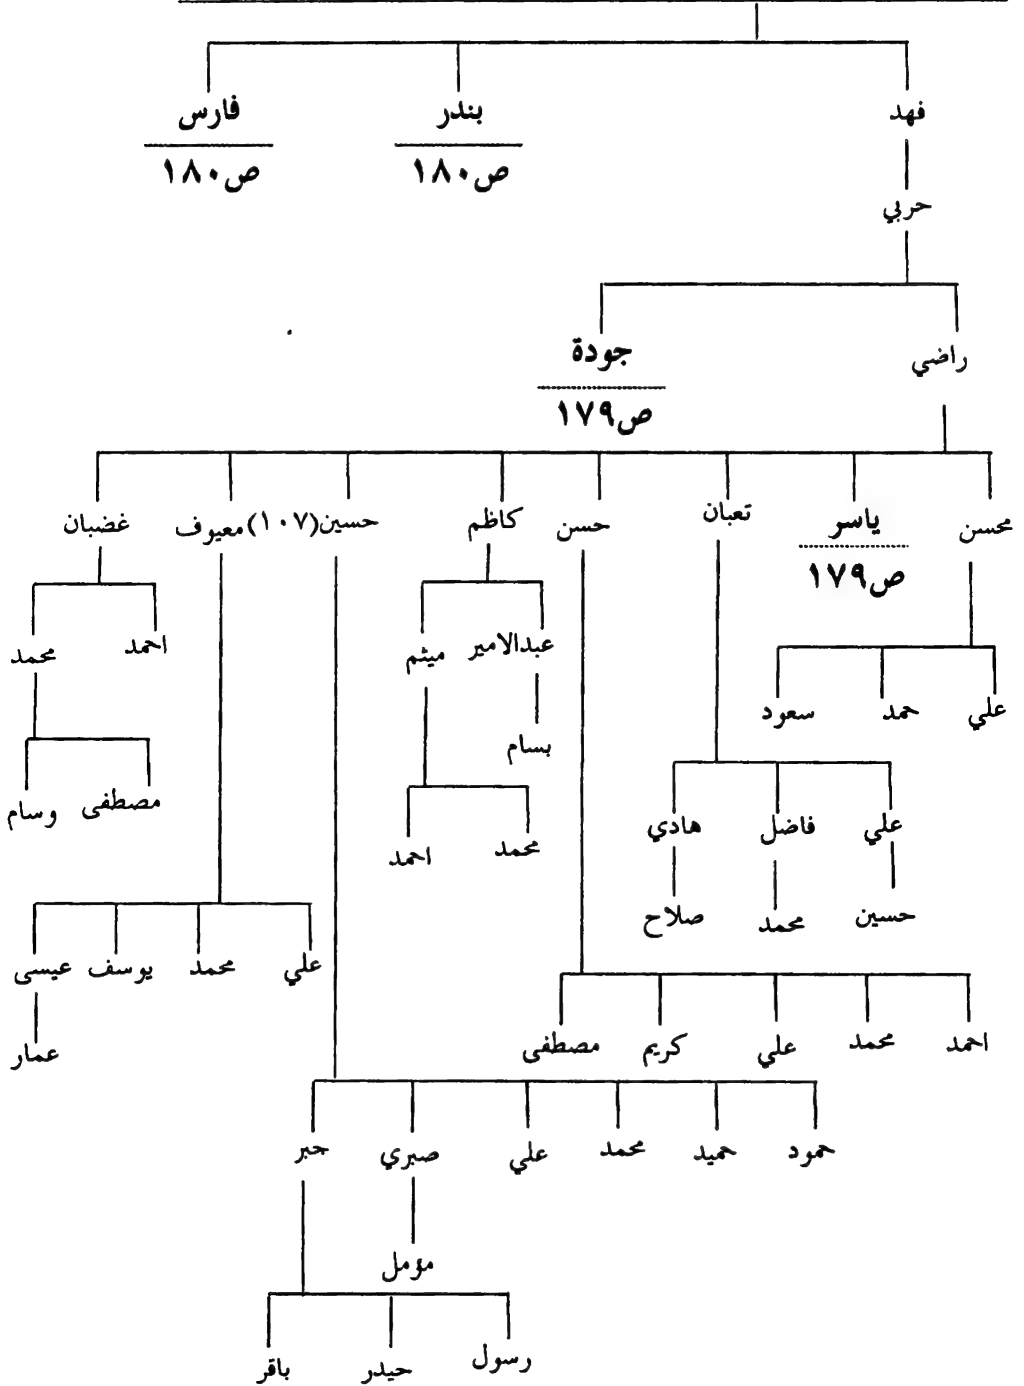 فهد بندر فارس
ص١٨٠ ص١٨٠
حربي
راضي جودة
ص١٧٩
محسن ياسر تعبان حسن كاظم حسين(١٠٧) معيوف غضبان
ص١٧٩
عبدالامير ميثم احمد محمد
علي حمد سعود
بسام
مصطفى وسام
علي فاضل هادي
محمد احمد
حسين محمد صلاح
علي محمد يوسف عيسى
احمد محمد علي كريم مصطفى
عمار
حمود حميد محمد علي صبري
مؤمل
رسول حيدر باقر